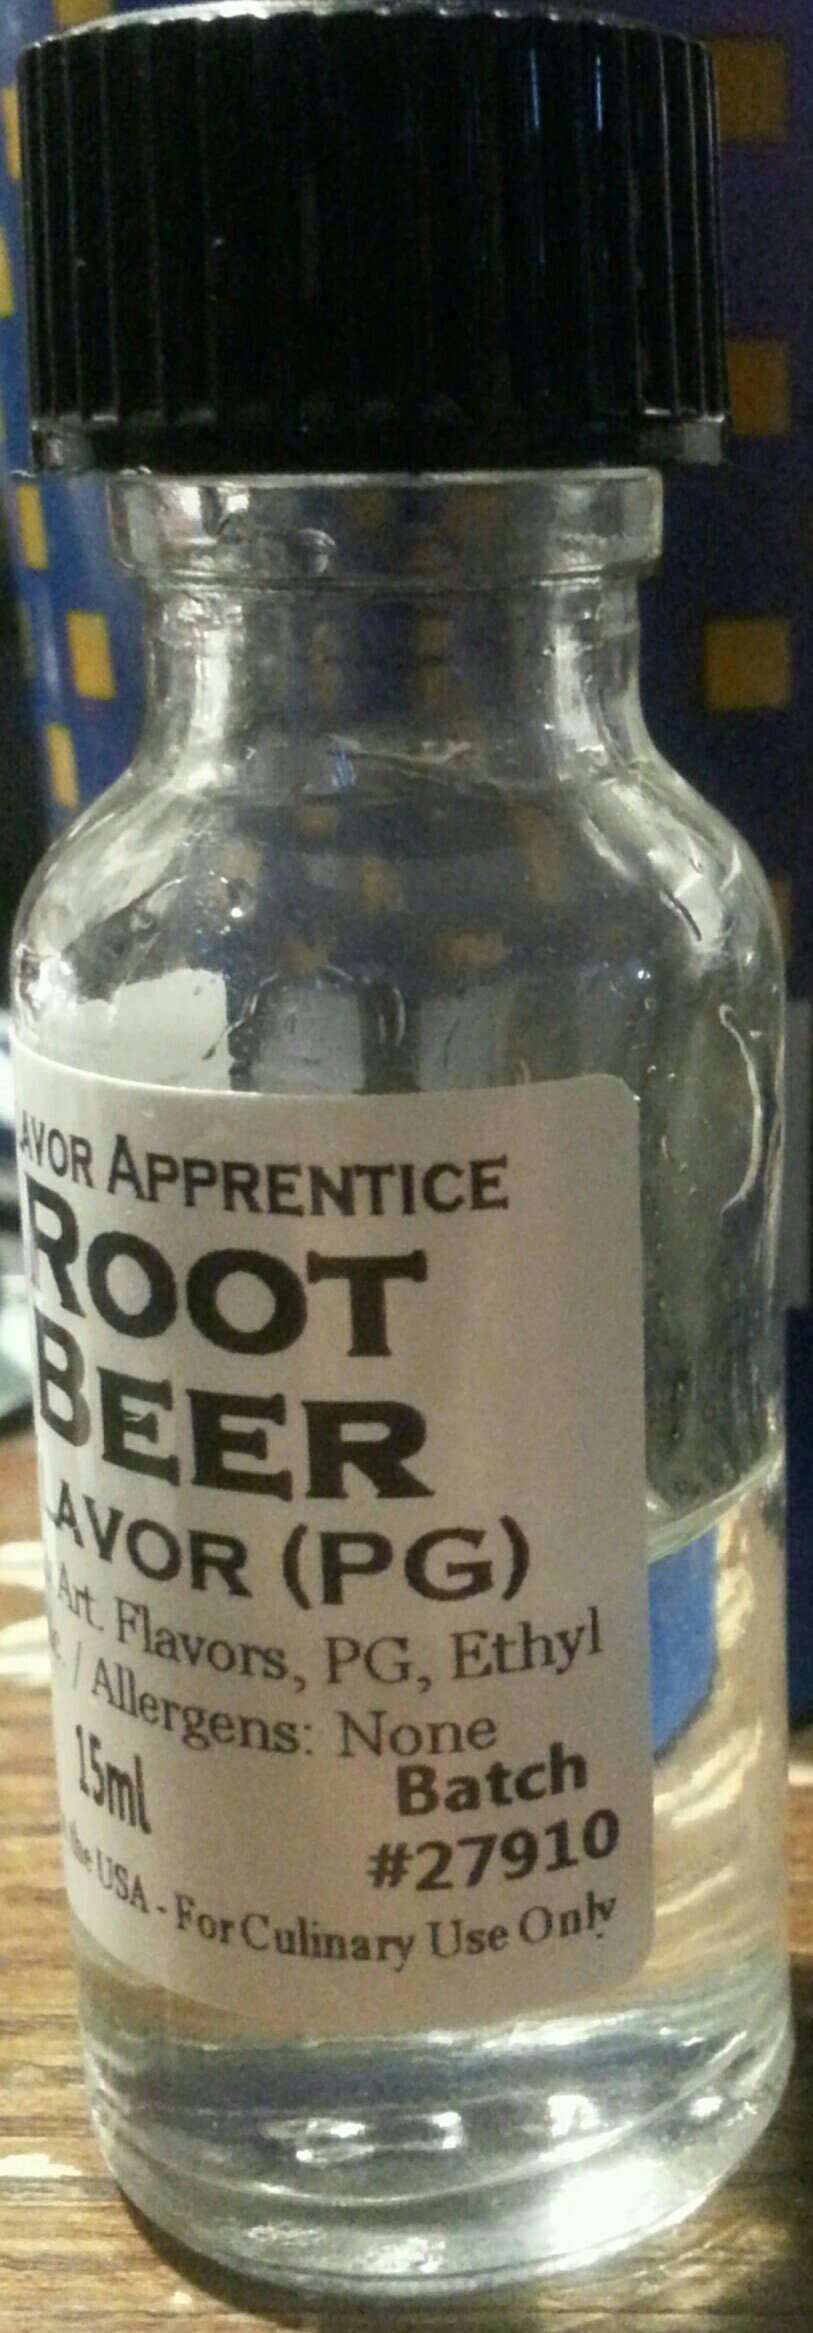 AVOR APPRENTICE
ROOT
BEER
LAVOR (PG)
Art. Flavors, PG, Ethyl
/ Allergens: None
15ml
Batch
#27910
the USA - For Culinary Use Only